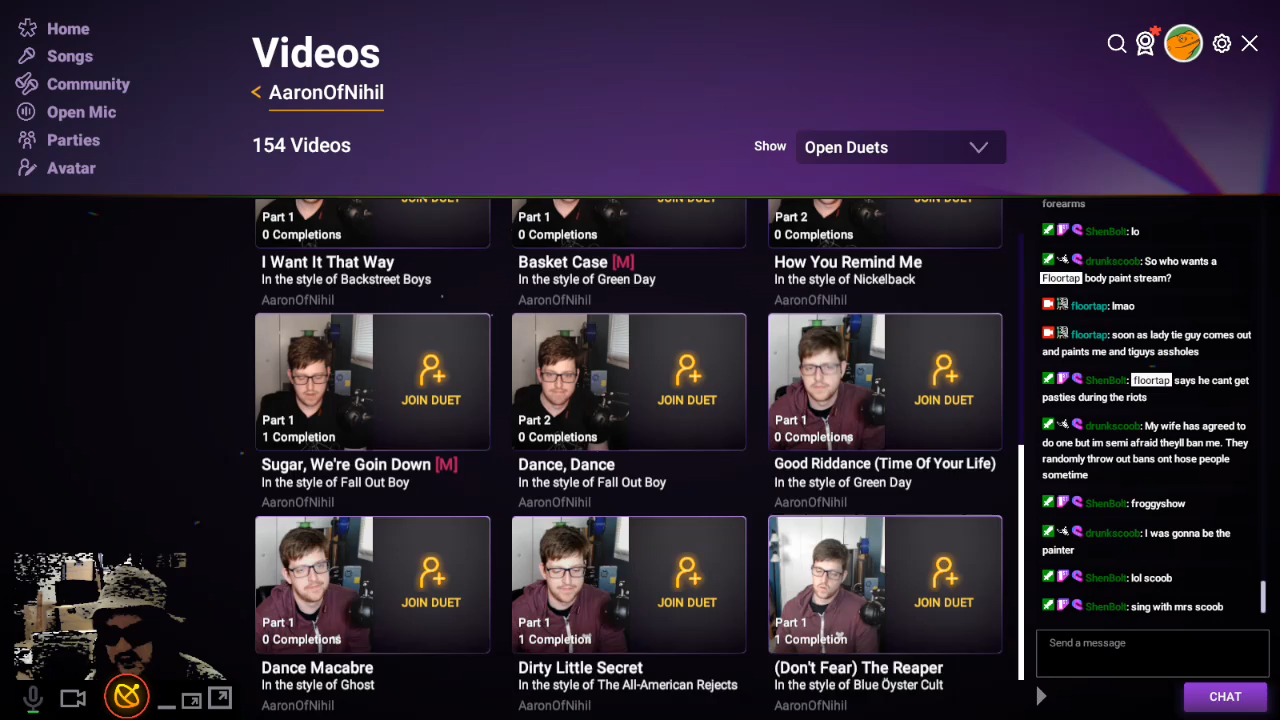 Home
Songs
Community
Open Mic
Parties
Avatar
Videos
< AaronOfNihil
154 Videos
Show
Open Duets
JOIN DUET
Part 1
0 Completions
I Want It That Way
In the style of Backstreet Boys
AaronOfNihil
JOIN DUET
Part 1
0 Completions
Basket Case [M]
In the style of Green Day
AaronOfNihil
JOIN DUET
Part 2
0 Completions
How You Remind Me
In the style of Nickelback
AaronOfNihil
JOIN DUET
Part 1
1 Completion
Sugar, We're Goin Down [M]
In the style of Fall Out Boy
AaronOfNihil
JOIN DUET
Part 2
0 Completions
Dance, Dance
In the style of Fall Out Boy
AaronOfNihil
JOIN DUET
Part 1
0 Completions
Good Riddance (Time Of Your Life)
In the style of Green Day
AaronOfNihil
JOIN DUET
Part 1
0 Completions
Dance Macabre
In the style of Ghost
AaronOfNihil
JOIN DUET
Part 1
1 Completion
Dirty Little Secret
In the style of The All-American Rejects
AaronOfNihil
JOIN DUET
Part 1
1 Completion
(Don't Fear) The Reaper
In the style of Blue Öyster Cult
AaronOfNihil
forearms
ShenBolt: lo
drunkscoob: So who wants a
Floortap body paint stream?
floortap: lmao
floortap: soon as lady tie guy comes out
and paints me and tiguys assholes
ShenBolt: floortap says he cant get
pasties during the riots
drunkscoob: My wife has agreed to
do one but im semi afraid theyll ban me. They
randomly throw out bans ont hose people
sometime
ShenBolt: froggyshow
drunkscoob: I was gonna be the
painter
ShenBolt: lol scoob
ShenBolt: sing with mrs scoob
Send a message
CHAT